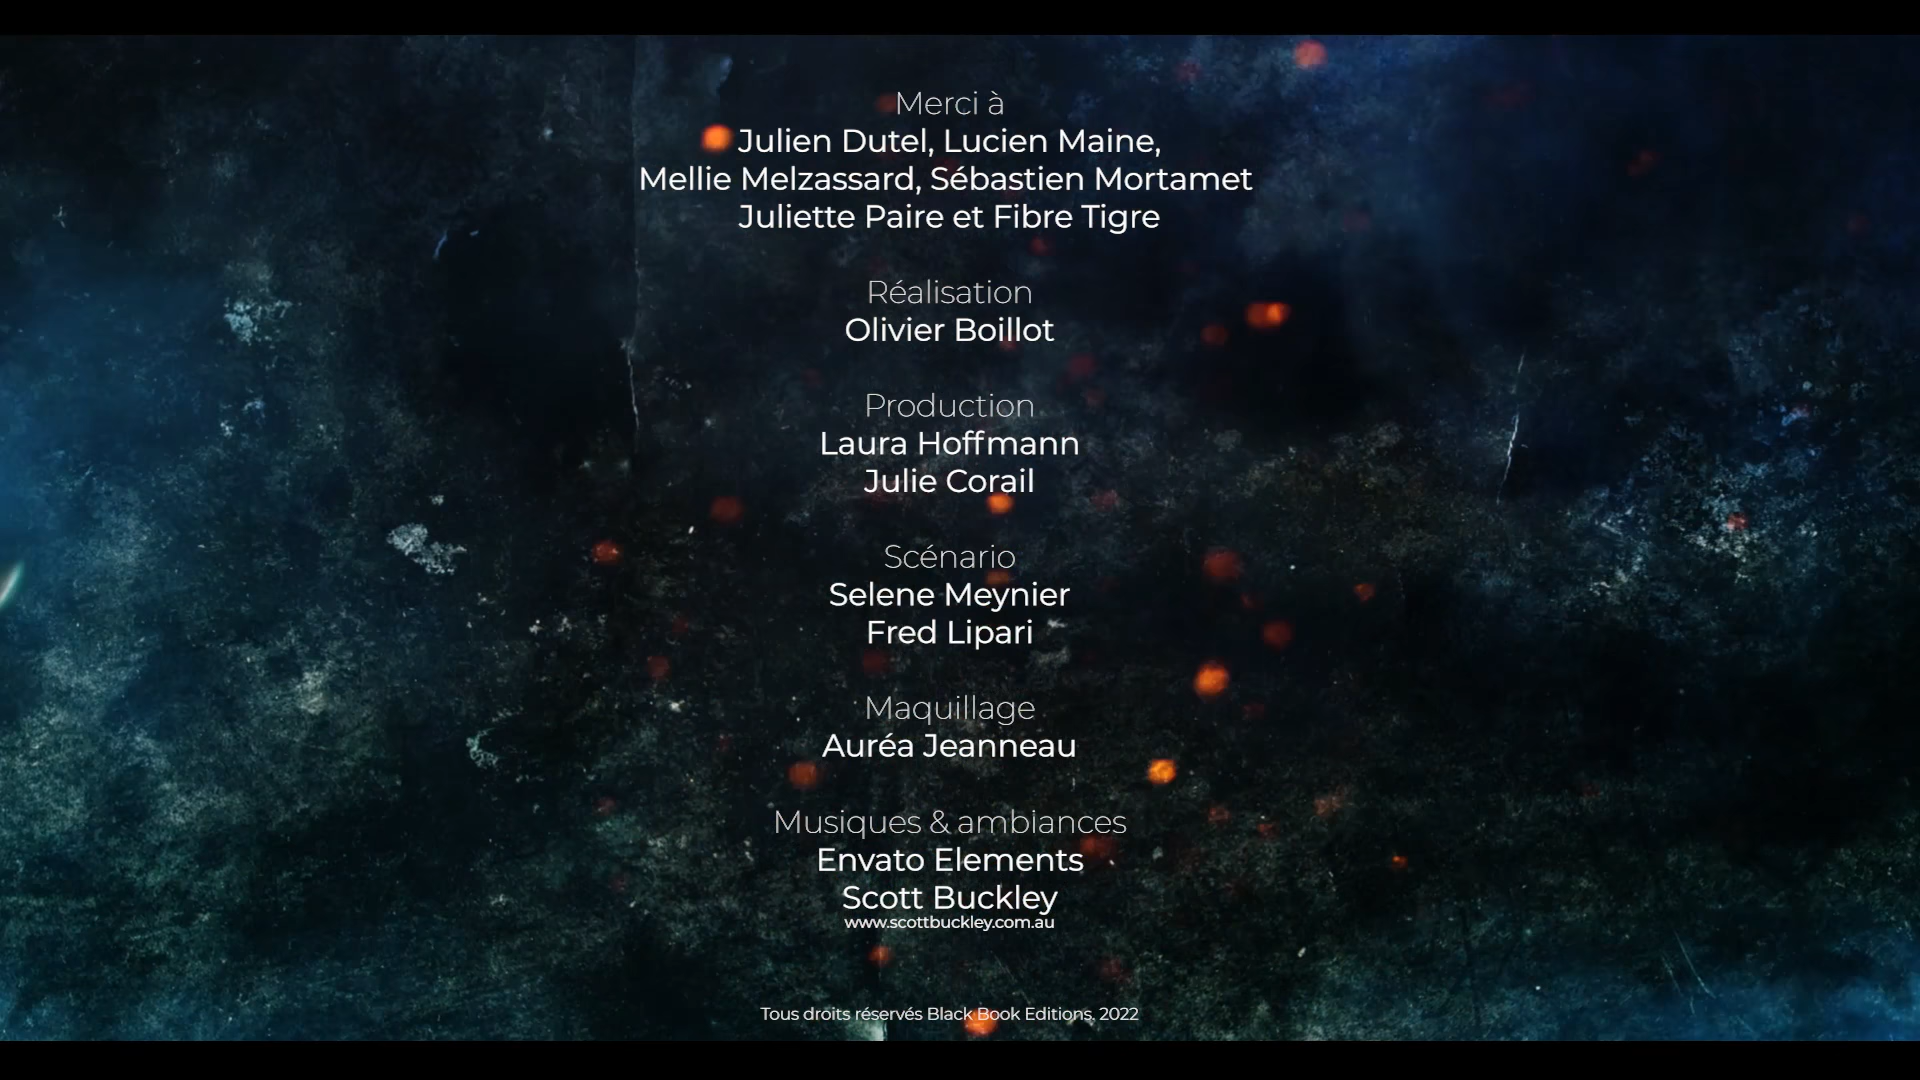 Merci à
Julien Dutel, Lucien Maine,
Mellie Melzassard, Sébastien Mortamet
Juliette Paire et Fibre Tigre
Réalisation
Olivier Boillot
Production
Laura Hoffmann
Julie Corail
Scénario
Selene Meynier
Fred Lipari
Maquillage
Auréa Jeanneau
Musiques & ambiances
Envato Elements
Scott Buckley
www.scottbuckley.com.au
Tous droits réservés Black Book Editions. 2022